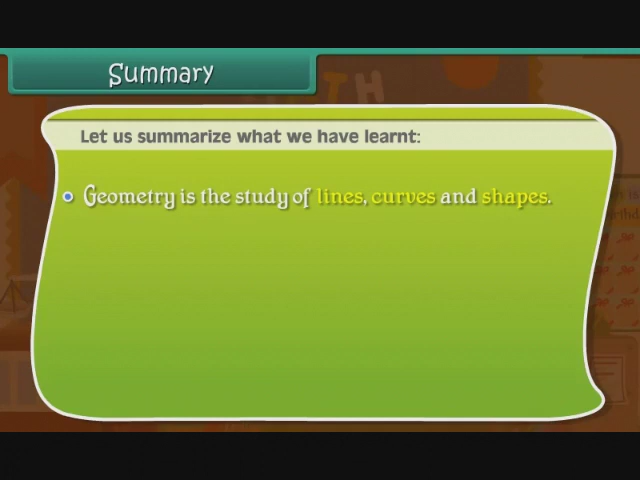 Summary
Let us summarize what we have learnt:
Geometry is the study of lines, curves and shapes.